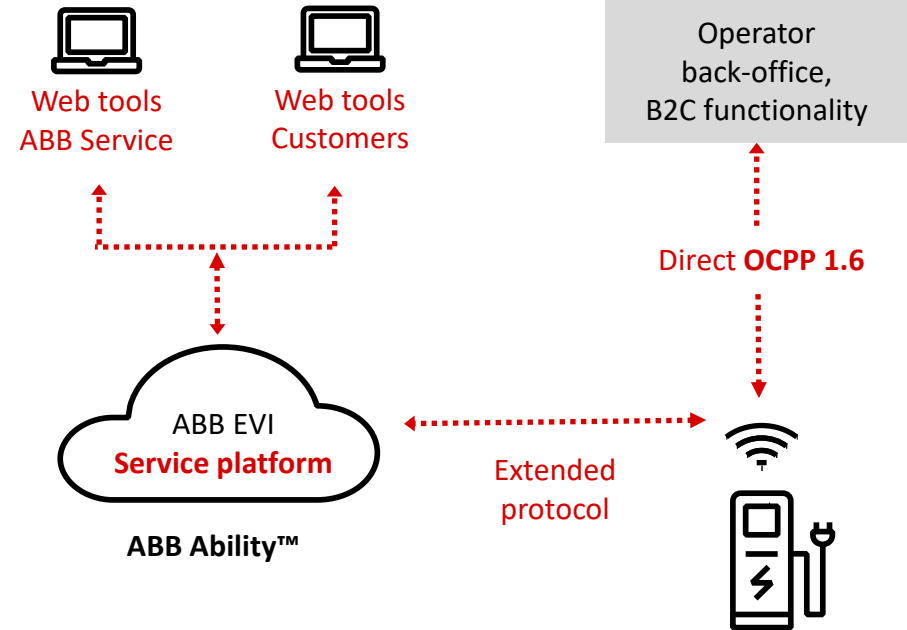 Web tools
ABB Service
Web tools
Customers
Operator
back-office,
B2C functionality
Direct OCPP 1.6
ABB EVI
Service platform
Extended
protocol
ABB Ability™